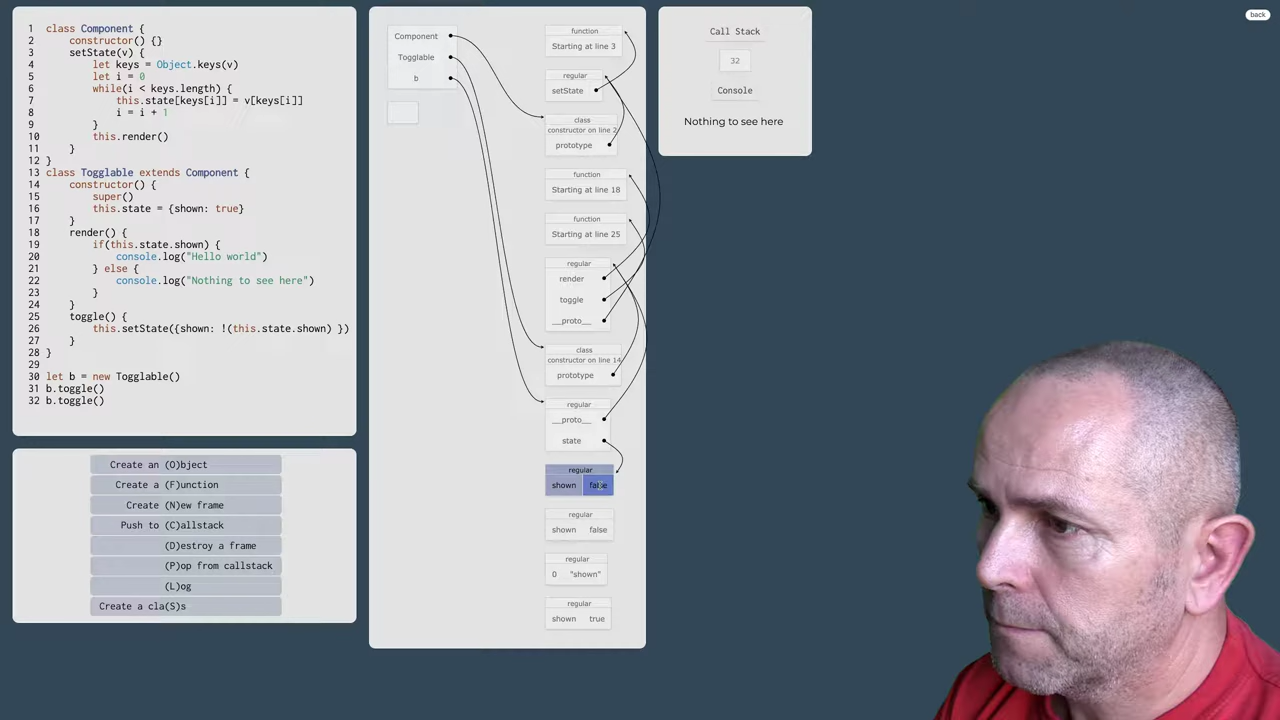 1 class Component {
2 constructor() {}
3 setState(v) {
4 let keys = Object.keys(v)
5 let i = 0
6 while(i < keys.length) {
7 this.state[keys[i]] = v[keys[i]]
8 i = i + 1
9 }
10 this.render()
11 }
12 }
13 class Togglable extends Component {
14 constructor() {
15 super()
16 this.state = {shown: true}
17 }
18 render() {
19 if(this.state.shown) {
20 console.log("Hello world")
21 } else {
22 console.log("Nothing to see here")
23 }
24 }
25 toggle() {
26 this.setState({shown: !(this.state.shown) })
27 }
28 }
29
30 let b = new Togglable()
31 b.toggle()
32 b.toggle()
Create an (O)bject
Create a (F)unction
Create (N)ew frame
Push to (C)allstack
(D)estroy a frame
(P)op from callstack
(L)og
Create a cla(S)s
Component
Togglable
b
function
Starting at line 3
regular
setState
class
constructor on line 2
prototype
function
Starting at line 18
function
Starting at line 25
regular
render
toggle
__proto__
class
constructor on line 14
prototype
regular
__proto__
state
regular
shown false
regular
shown false
regular
0 "shown"
regular
shown true
Call Stack
32
Console
Nothing to see here
back